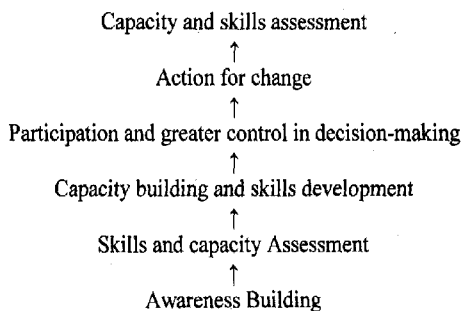 Capacity and skills assessment
↑
Action for change
↑
Participation and greater control in decision-making
↑
Capacity building and skills development
↑
Skills and capacity Assessment
↑
Awareness Building